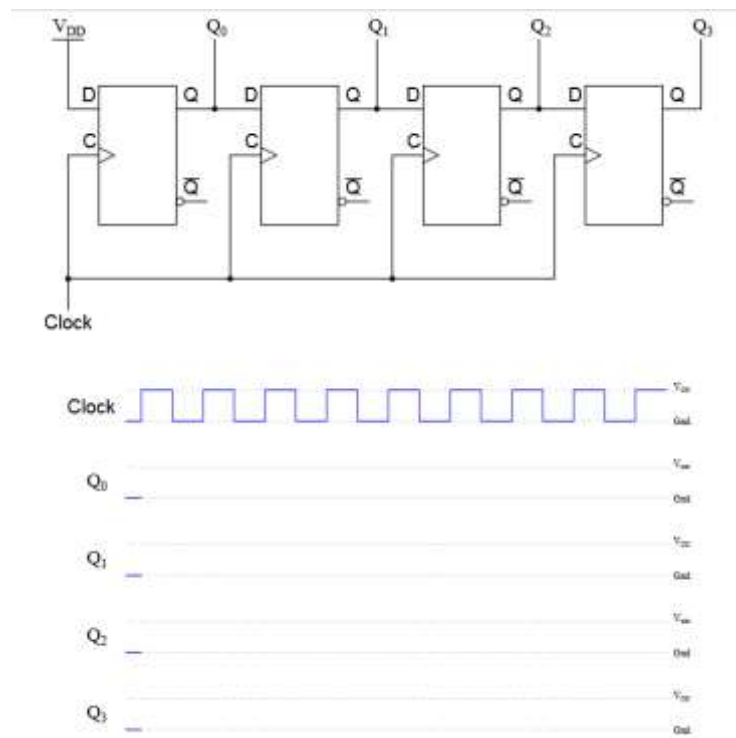 VDD Q0 Q1 Q2 Q3
D Q D Q D Q D Q
C C C C
Q̅ Q̅ Q̅ Q̅
Clock
Clock
Gnd
Q0
Gnd
Q1
Gnd
Q2
Gnd
Q3
Gnd